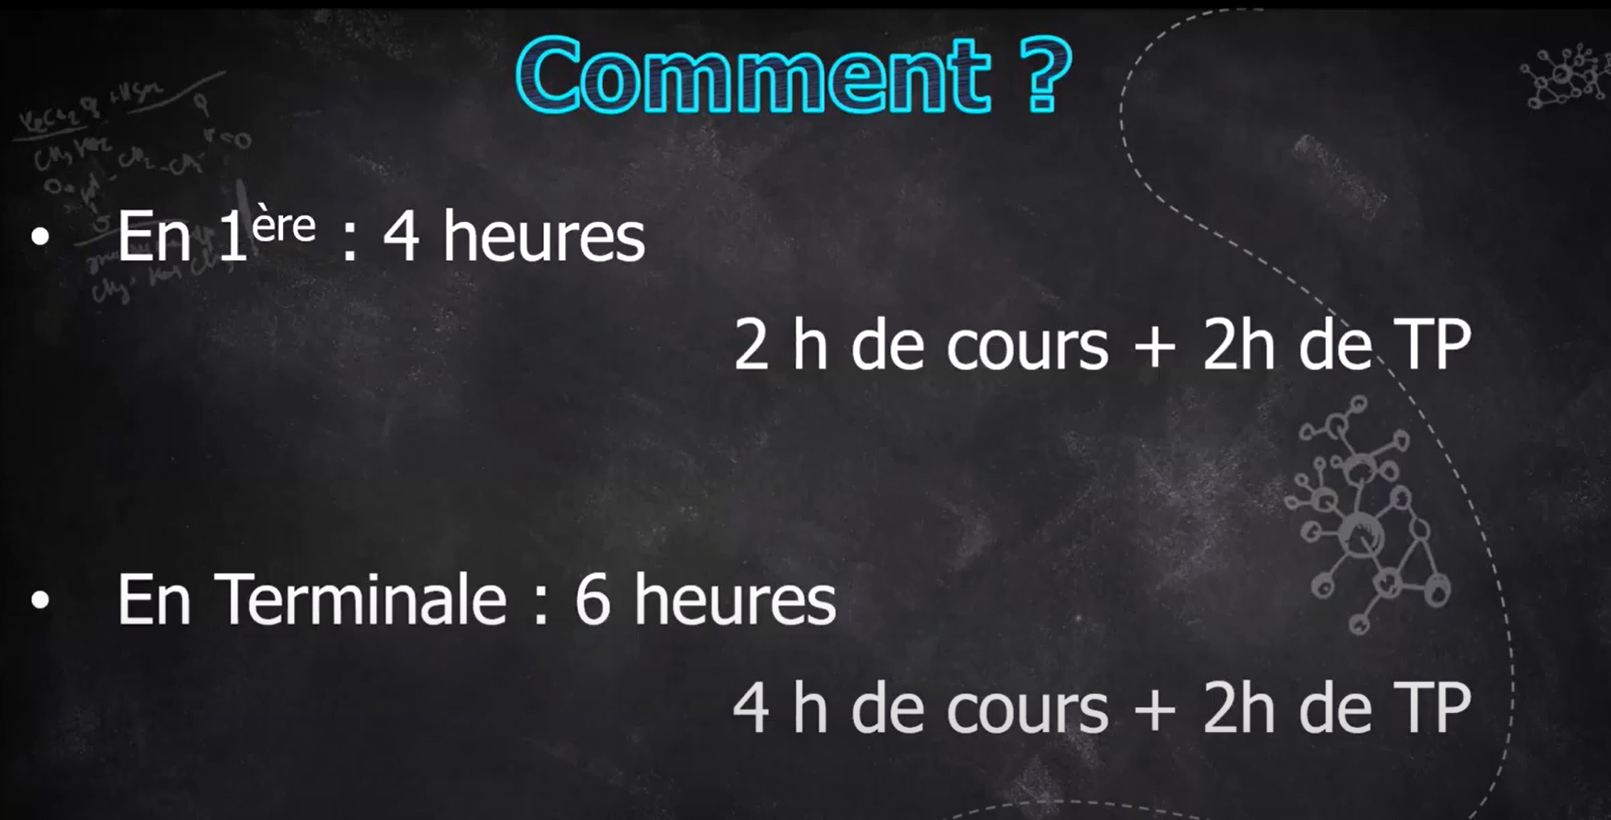 Comment ?
• En 1ère : 4 heures
2 h de cours + 2h de TP
• En Terminale : 6 heures
4 h de cours + 2h de TP